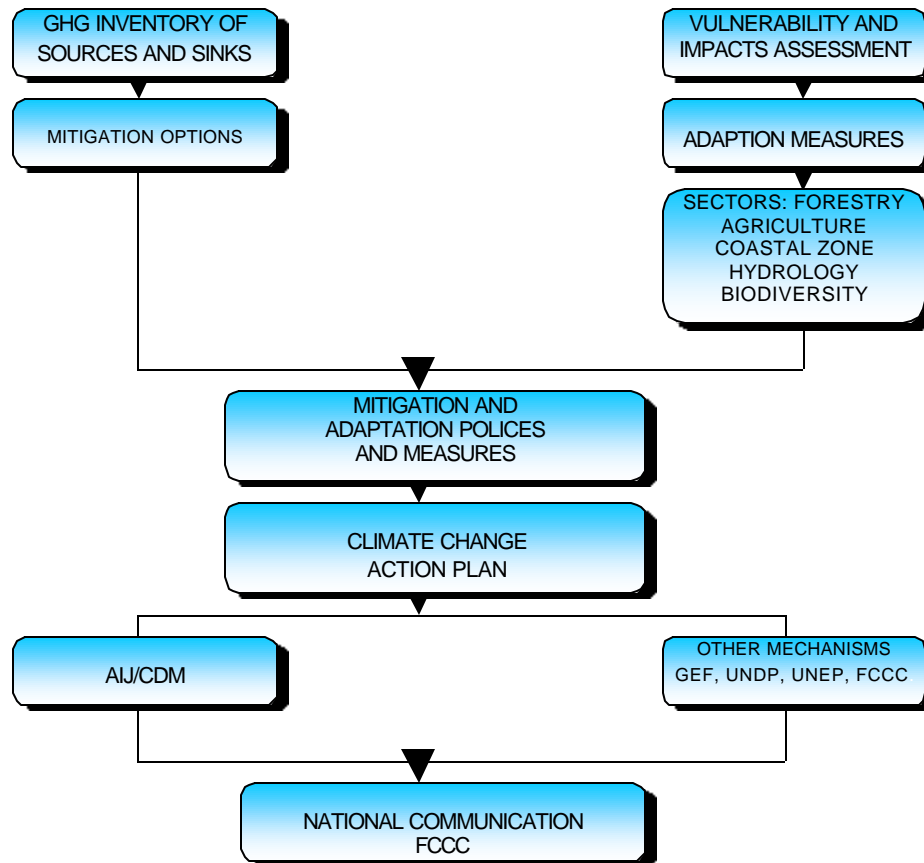 GHG INVENTORY OF
SOURCES AND SINKS
VULNERABILITY AND
IMPACTS ASSESSMENT
MITIGATION OPTIONS
ADAPTION MEASURES
SECTORS: FORESTRY
AGRICULTURE
COASTAL ZONE
HYDROLOGY
BIODIVERSITY
MITIGATION AND
ADAPTATION POLICES
AND MEASURES
CLIMATE CHANGE
ACTION PLAN
AIJ/CDM
OTHER MECHANISMS
GEF, UNDP, UNEP, FCCC
NATIONAL COMMUNICATION
FCCC